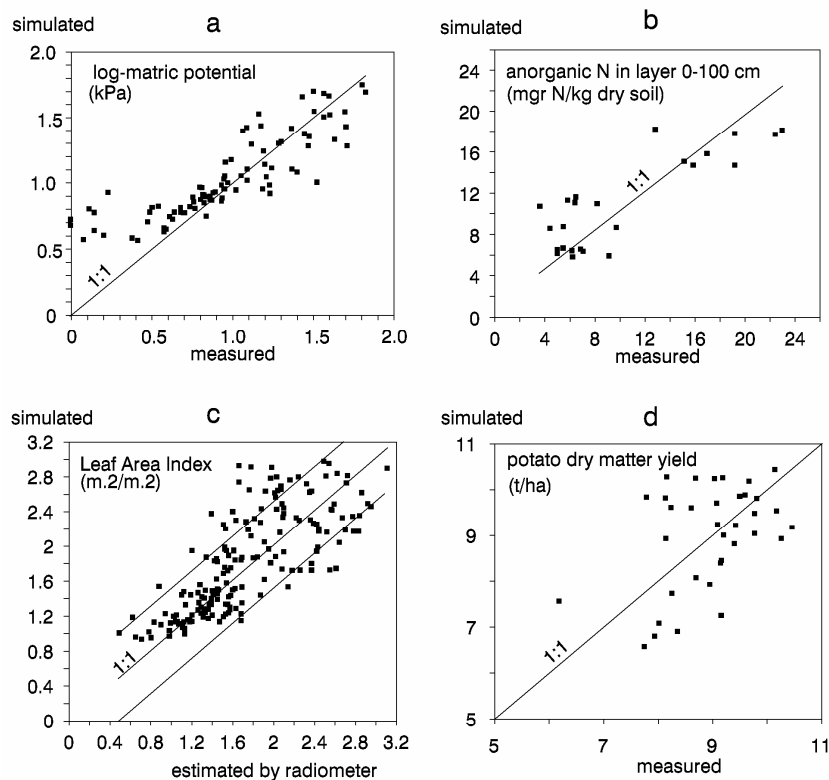 simulated
a
2.0
1.5
1.0
0.5
0
log-matric potential
(kPa)
1:1
0
0.5
1.0
1.5
2.0
measured
simulated
b
24
20
16
12
8
4
0
anorganic N in layer 0-100 cm
(mgr N/kg dry soil)
1:1
0
4
8
12
16
20
24
measured
simulated
c
3.2
2.8
2.4
2.0
1.6
1.2
0.8
0.4
0
Leaf Area Index
(m.2/m.2)
1:1
0
0.4
0.8
1.2
1.6
2.0
2.4
2.8
3.2
estimated by radiometer
simulated
d
11
9
7
5
potato dry matter yield
(t/ha)
1:1
5
7
9
11
measured